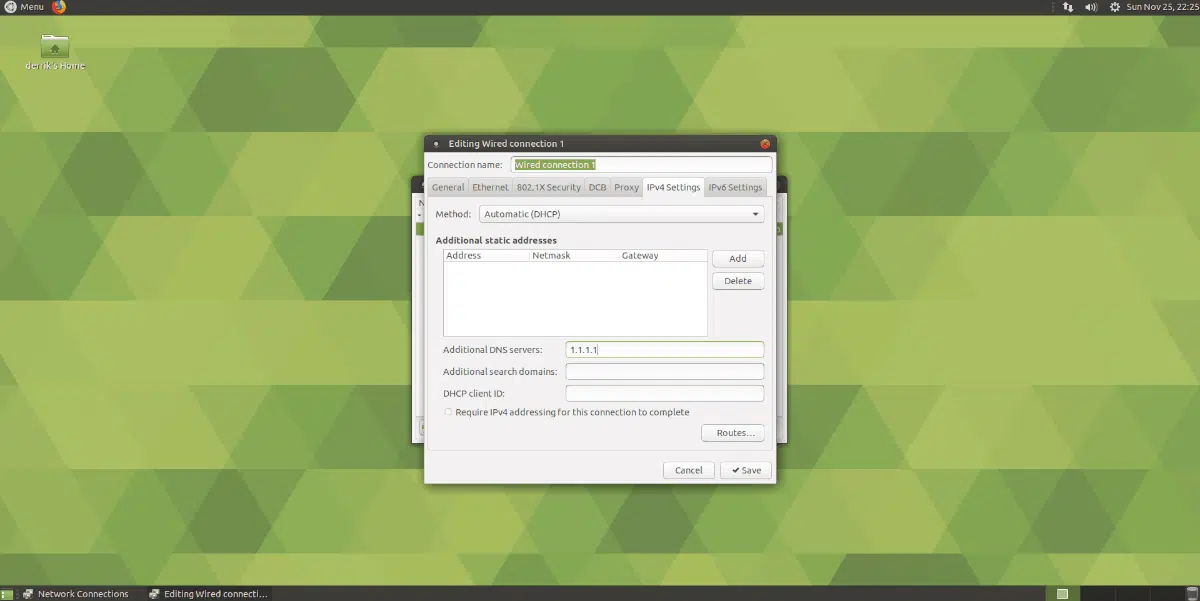 Menu
Sun Nov 25, 22:25
derrik's Home
Editing Wired connection 1
Connection name: Wired connection 1
General Ethernet 802.1X Security DCB Proxy IPv4 Settings IPv6 Settings
Method: Automatic (DHCP)
Additional static addresses
Address Netmask Gateway
Add
Delete
Additional DNS servers: 1.1.1.1
Additional search domains:
DHCP client ID:
Require IPv4 addressing for this connection to complete
Routes...
Cancel Save
Network Connections Editing Wired connecti...